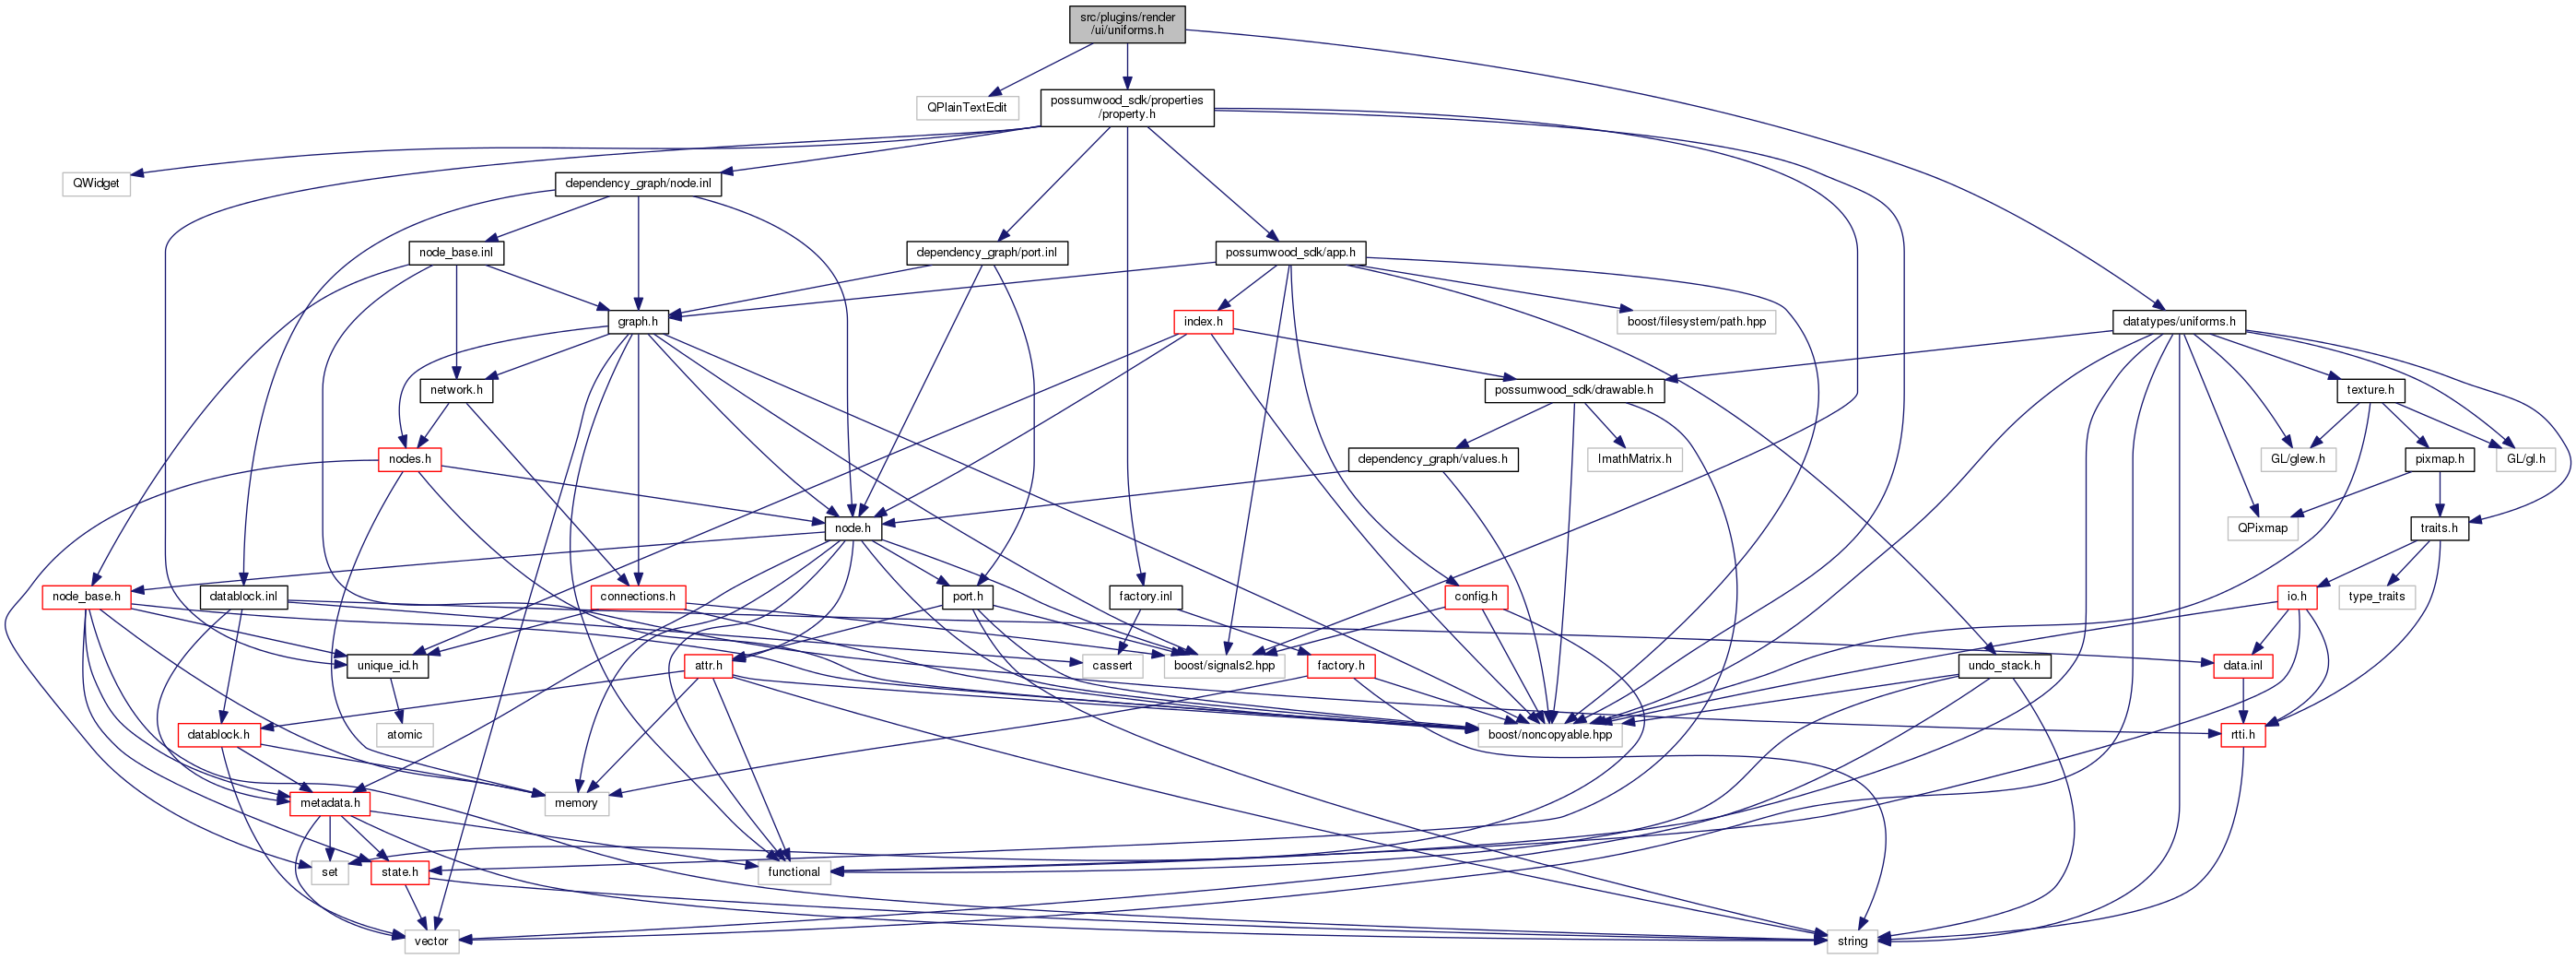 src/plugins/render
/ui/uniforms.h
QPlainTextEdit
possumwood_sdk/properties
/property.h
QWidget
dependency_graph/node.inl
node_base.inl
dependency_graph/port.inl
possumwood_sdk/app.h
graph.h
index.h
boost/filesystem/path.hpp
datatypes/uniforms.h
network.h
possumwood_sdk/drawable.h
texture.h
nodes.h
dependency_graph/values.h
ImathMatrix.h
GL/glew.h
pixmap.h
GL/gl.h
node.h
QPixmap
traits.h
node_base.h
datablock.inl
connections.h
port.h
factory.inl
config.h
io.h
type_traits
unique_id.h
attr.h
cassert
boost/signals2.hpp
factory.h
undo_stack.h
data.inl
datablock.h
atomic
boost/noncopyable.hpp
rtti.h
metadata.h
memory
set
state.h
functional
vector
string